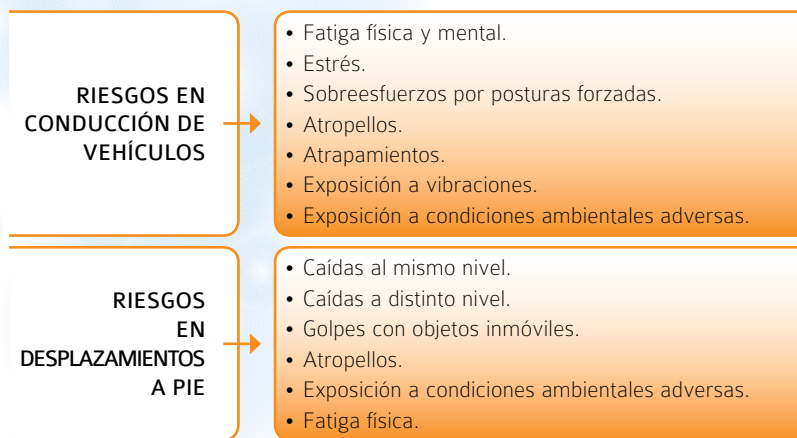 RIESGOS EN
CONDUCCIÓN DE
VEHÍCULOS
• Fatiga física y mental.
• Estrés.
• Sobreesfuerzos por posturas forzadas.
• Atropellos.
• Atrapamientos.
• Exposición a vibraciones.
• Exposición a condiciones ambientales adversas.
RIESGOS
EN
DESPLAZAMIENTOS
A PIE
• Caídas al mismo nivel.
• Caídas a distinto nivel.
• Golpes con objetos inmóviles.
• Atropellos.
• Exposición a condiciones ambientales adversas.
• Fatiga física.